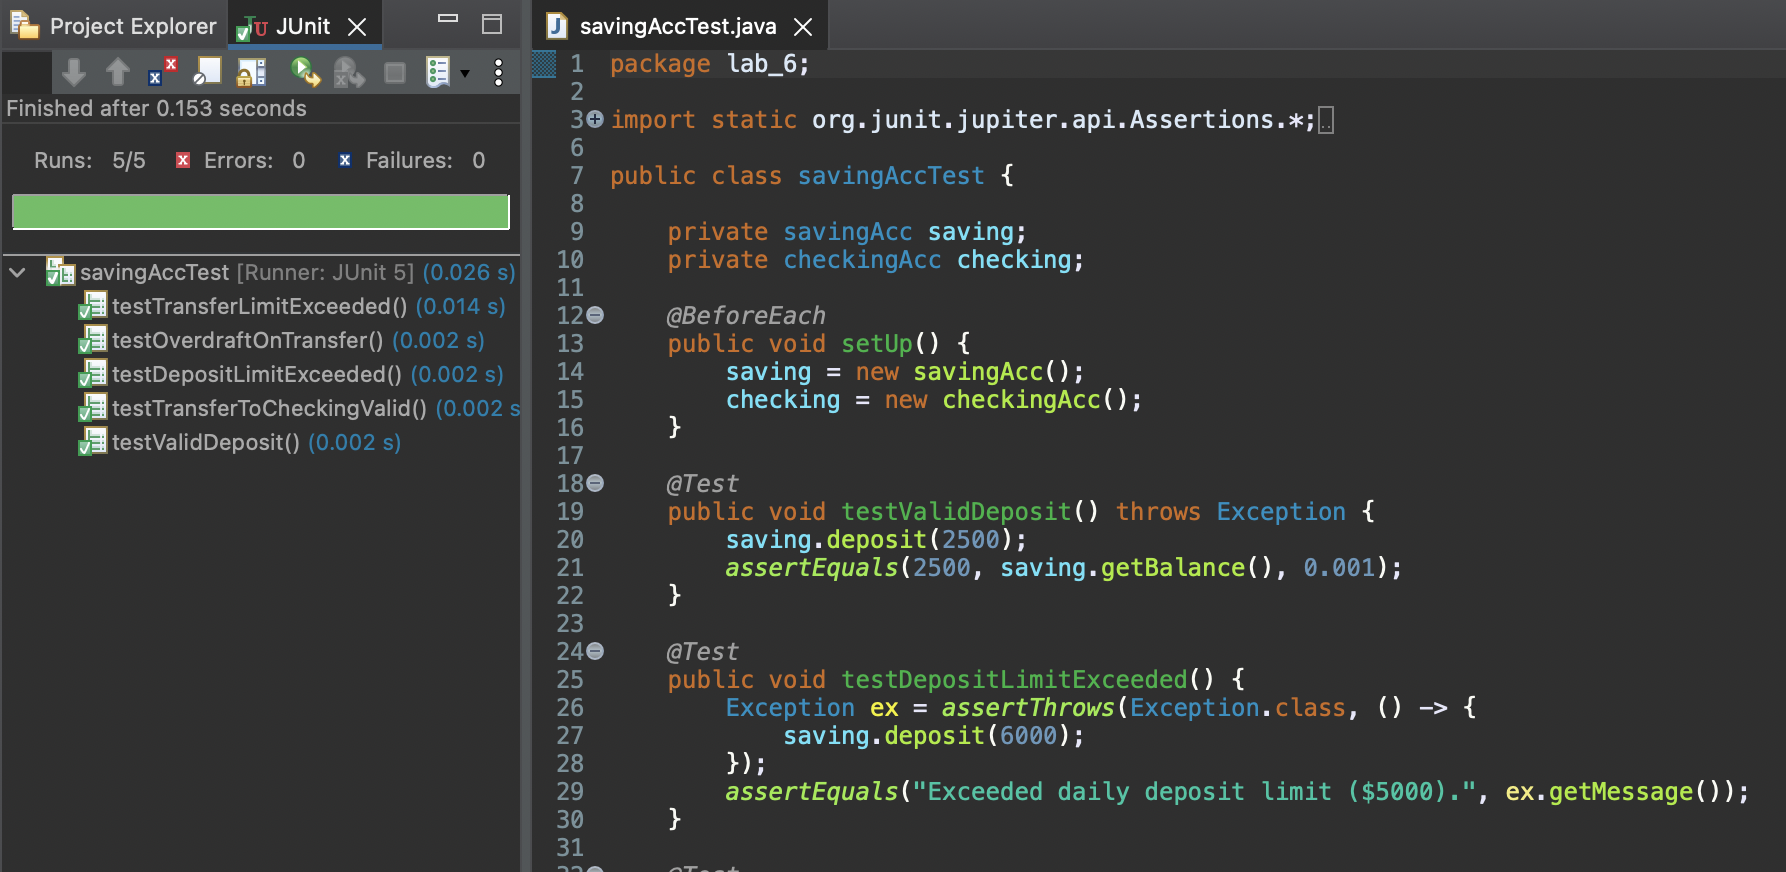 Project Explorer
JUnit
Finished after 0.153 seconds
Runs: 5/5 Errors: 0 Failures: 0
savingAccTest [Runner: JUnit 5] (0.026 s)
testTransferLimitExceeded() (0.014 s)
testOverdraftOnTransfer() (0.002 s)
testDepositLimitExceeded() (0.002 s)
testTransferToCheckingValid() (0.002 s
testValidDeposit() (0.002 s)
savingAccTest.java
1 package lab_6;
2
3 import static org.junit.jupiter.api.Assertions.*;
6
7 public class savingAccTest {
8
9 private savingAcc saving;
10 private checkingAcc checking;
11
12 @BeforeEach
13 public void setUp() {
14 saving = new savingAcc();
15 checking = new checkingAcc();
16 }
17
18 @Test
19 public void testValidDeposit() throws Exception {
20 saving.deposit(2500);
21 assertEquals(2500, saving.getBalance(), 0.001);
22 }
23
24 @Test
25 public void testDepositLimitExceeded() {
26 Exception ex = assertThrows(Exception.class, () -> {
27 saving.deposit(6000);
28 });
29 assertEquals("Exceeded daily deposit limit ($5000).", ex.getMessage());
30 }
31
32 @Test